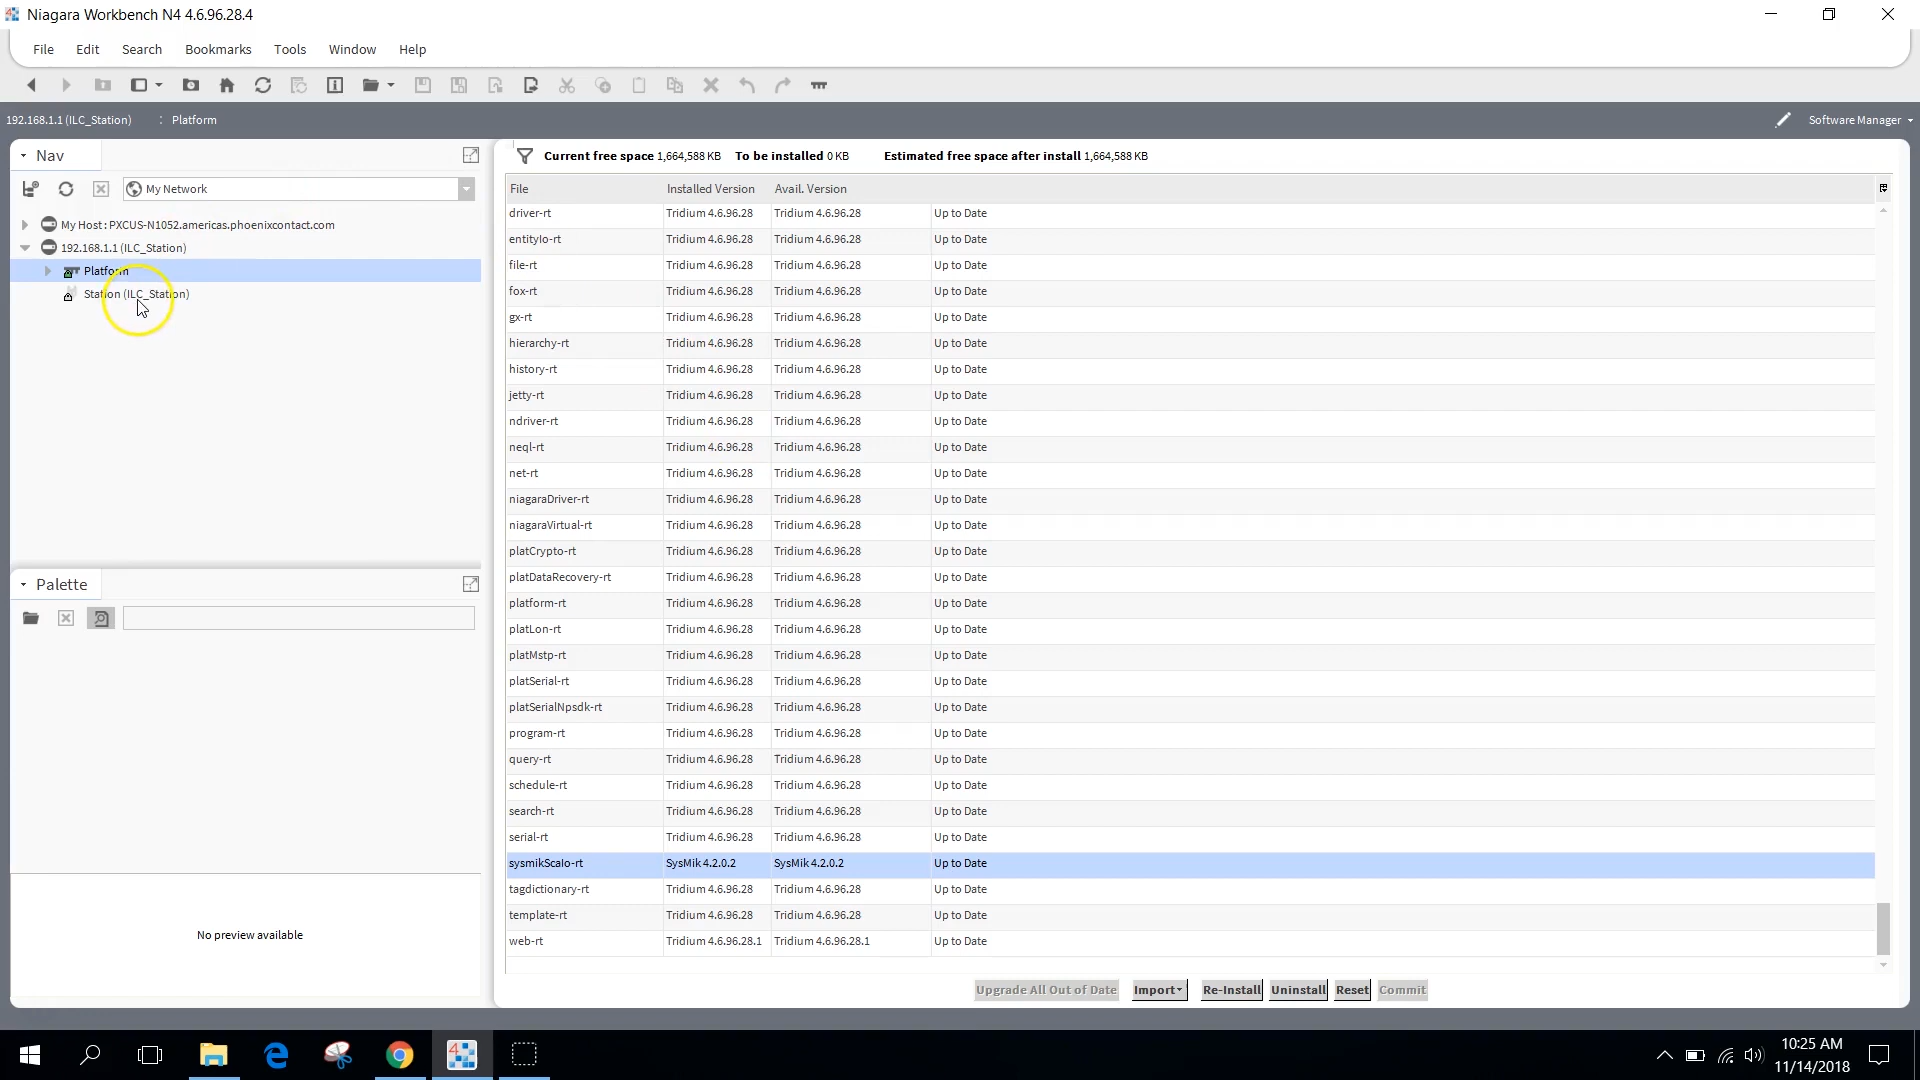 Niagara Workbench N4 4.6.96.28.4
File Edit Search Bookmarks Tools Window Help
192.168.1.1 (ILC_Station) : Platform Software Manager
Nav
My Network
My Host : PXCUS-N1052.americas.phoenixcontact.com
192.168.1.1 (ILC_Station)
Platform
Station (ILC_Station)
Palette
No preview available
Current free space 1,664,588 KB To be installed 0 KB Estimated free space after install 1,664,588 KB
File Installed Version Avail. Version
driver-rt Tridium 4.6.96.28 Tridium 4.6.96.28 Up to Date
entityIo-rt Tridium 4.6.96.28 Tridium 4.6.96.28 Up to Date
file-rt Tridium 4.6.96.28 Tridium 4.6.96.28 Up to Date
fox-rt Tridium 4.6.96.28 Tridium 4.6.96.28 Up to Date
gx-rt Tridium 4.6.96.28 Tridium 4.6.96.28 Up to Date
hierarchy-rt Tridium 4.6.96.28 Tridium 4.6.96.28 Up to Date
history-rt Tridium 4.6.96.28 Tridium 4.6.96.28 Up to Date
jetty-rt Tridium 4.6.96.28 Tridium 4.6.96.28 Up to Date
ndriver-rt Tridium 4.6.96.28 Tridium 4.6.96.28 Up to Date
neql-rt Tridium 4.6.96.28 Tridium 4.6.96.28 Up to Date
net-rt Tridium 4.6.96.28 Tridium 4.6.96.28 Up to Date
niagaraDriver-rt Tridium 4.6.96.28 Tridium 4.6.96.28 Up to Date
niagaraVirtual-rt Tridium 4.6.96.28 Tridium 4.6.96.28 Up to Date
platCrypto-rt Tridium 4.6.96.28 Tridium 4.6.96.28 Up to Date
platDataRecovery-rt Tridium 4.6.96.28 Tridium 4.6.96.28 Up to Date
platform-rt Tridium 4.6.96.28 Tridium 4.6.96.28 Up to Date
platLon-rt Tridium 4.6.96.28 Tridium 4.6.96.28 Up to Date
platMstp-rt Tridium 4.6.96.28 Tridium 4.6.96.28 Up to Date
platSerial-rt Tridium 4.6.96.28 Tridium 4.6.96.28 Up to Date
platSerialNpsdk-rt Tridium 4.6.96.28 Tridium 4.6.96.28 Up to Date
program-rt Tridium 4.6.96.28 Tridium 4.6.96.28 Up to Date
query-rt Tridium 4.6.96.28 Tridium 4.6.96.28 Up to Date
schedule-rt Tridium 4.6.96.28 Tridium 4.6.96.28 Up to Date
search-rt Tridium 4.6.96.28 Tridium 4.6.96.28 Up to Date
serial-rt Tridium 4.6.96.28 Tridium 4.6.96.28 Up to Date
sysmikScaIo-rt SysMik 4.2.0.2 SysMik 4.2.0.2 Up to Date
tagdictionary-rt Tridium 4.6.96.28 Tridium 4.6.96.28 Up to Date
template-rt Tridium 4.6.96.28 Tridium 4.6.96.28 Up to Date
web-rt Tridium 4.6.96.28.1 Tridium 4.6.96.28.1 Up to Date
Upgrade All Out of Date Import Re-Install Uninstall Reset Commit
10:25 AM
11/14/2018